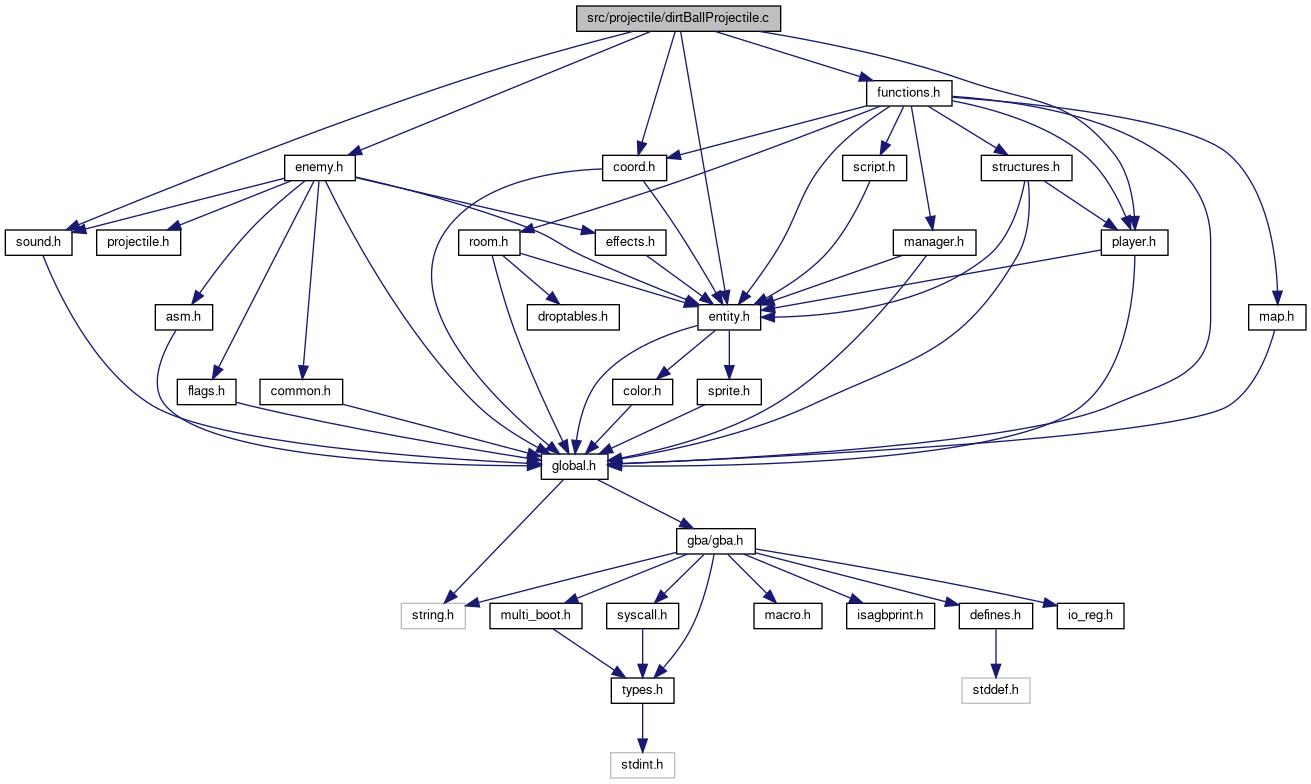 src/projectile/dirtBallProjectile.c
functions.h
enemy.h
coord.h
script.h
structures.h
sound.h
projectile.h
room.h
effects.h
manager.h
player.h
asm.h
droptables.h
entity.h
map.h
flags.h
common.h
color.h
sprite.h
global.h
gba/gba.h
string.h
multi_boot.h
syscall.h
macro.h
isagbprint.h
defines.h
io_reg.h
types.h
stddef.h
stdint.h